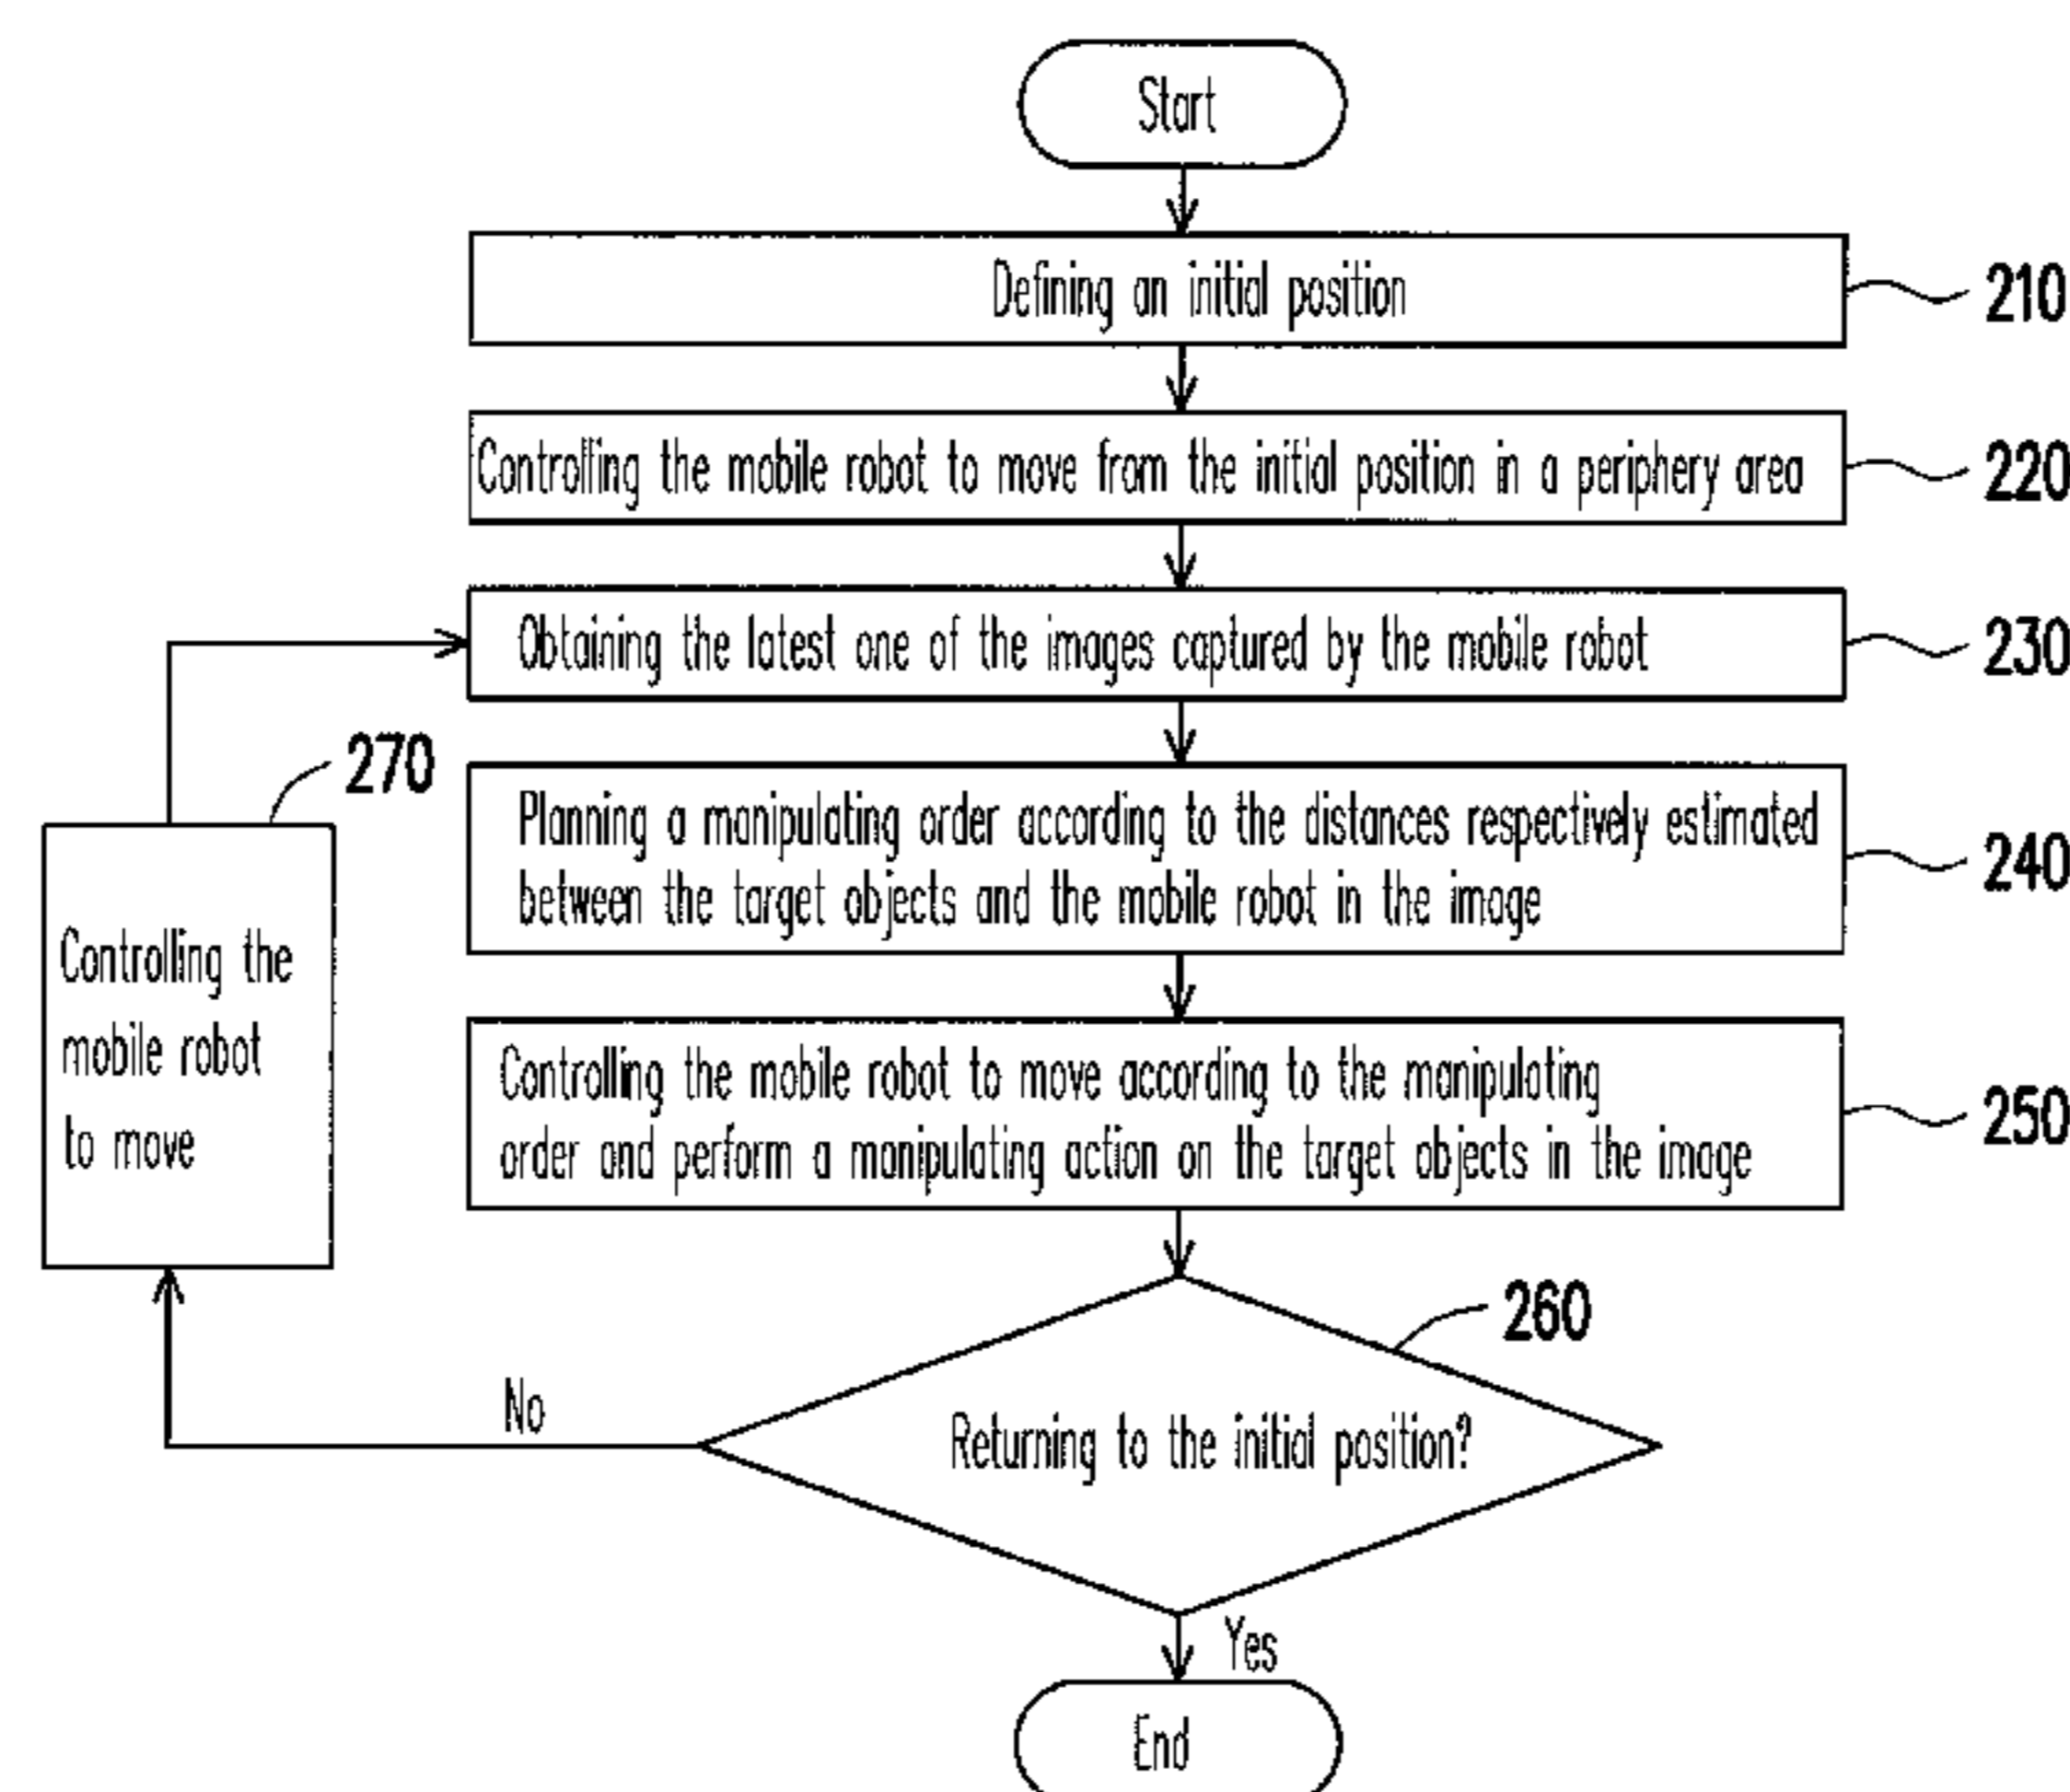 Start
Defining an initial position
210
Controlling the mobile robot to move from the initial position in a periphery area
220
Obtaining the latest one of the images captured by the mobile robot
230
270
Planning a manipulating order according to the distances respectively estimated
between the target objects and the mobile robot in the image
240
Controlling the
mobile robot
to move
Controlling the mobile robot to move according to the manipulating
order and perform a manipulating action on the target objects in the image
250
260
Returning to the initial position?
No
Yes
End